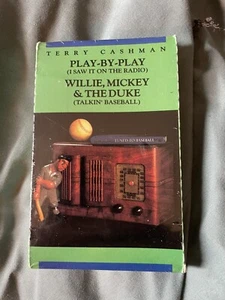 TERRY CASHMAN
PLAY-BY-PLAY
(I SAW IT ON THE RADIO)
WILLIE, MICKEY
& THE DUKE
(TALKIN' BASEBALL)